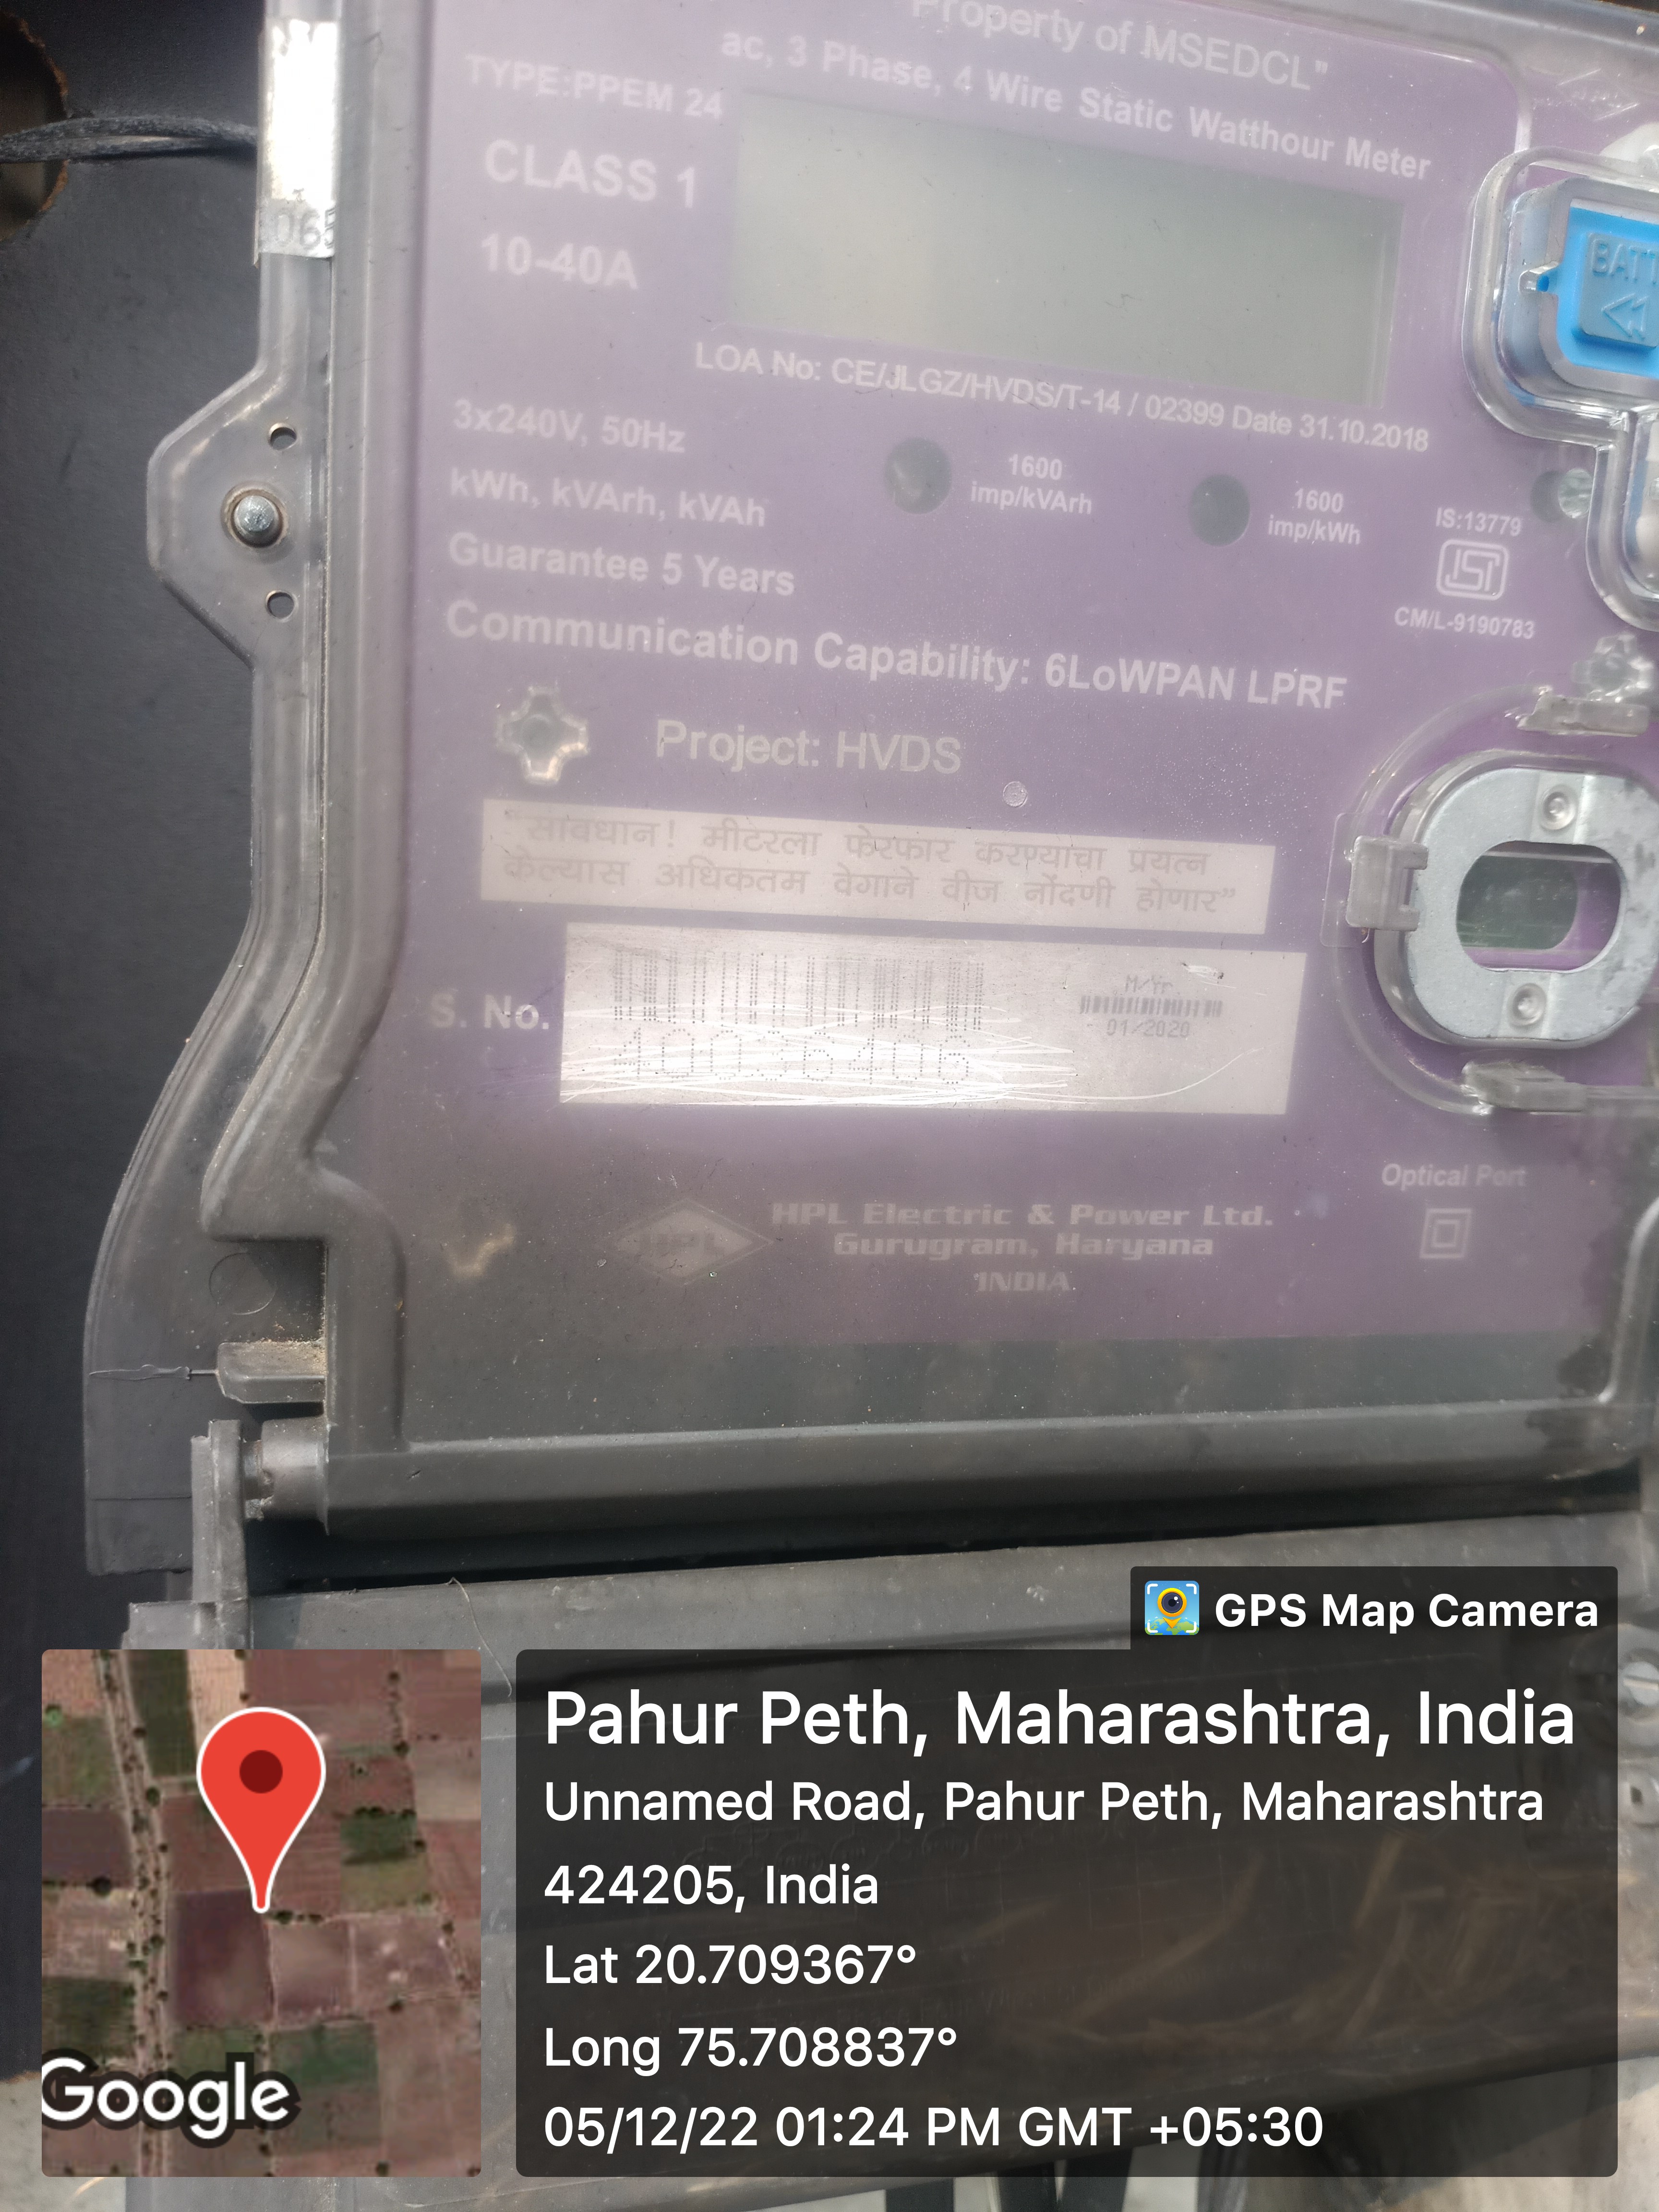 Property of MSEDCL"
ac, 3 Phase, 4 Wire Static Watthour Meter
TYPE:PPEM 24
CLASS 1
10-40A
065
BATT
LOA No: CE/JLGZ/HVDS/T-14 / 02399 Date 31.10.2018
3x240V, 50Hz
kWh, kVArh, kVAh
1600
imp/kVArh
1600
imp/kWh
IS:13779
ISI
CM/L-9190783
Guarantee 5 Years
Communication Capability: 6LoWPAN LPRF
Project: HVDS
"सावधान! मीटरला फेरफार करण्याचा प्रयत्न
केल्यास अधिकतम वेगाने वीज नोंदणी होणार"
S. No.
M/Yr
01/2020
Optical Port
HPL
HPL Electric & Power Ltd.
Gurugram, Haryana
INDIA
GPS Map Camera
Pahur Peth, Maharashtra, India
Unnamed Road, Pahur Peth, Maharashtra
424205, India
Lat 20.709367°
Long 75.708837°
05/12/22 01:24 PM GMT +05:30
Google